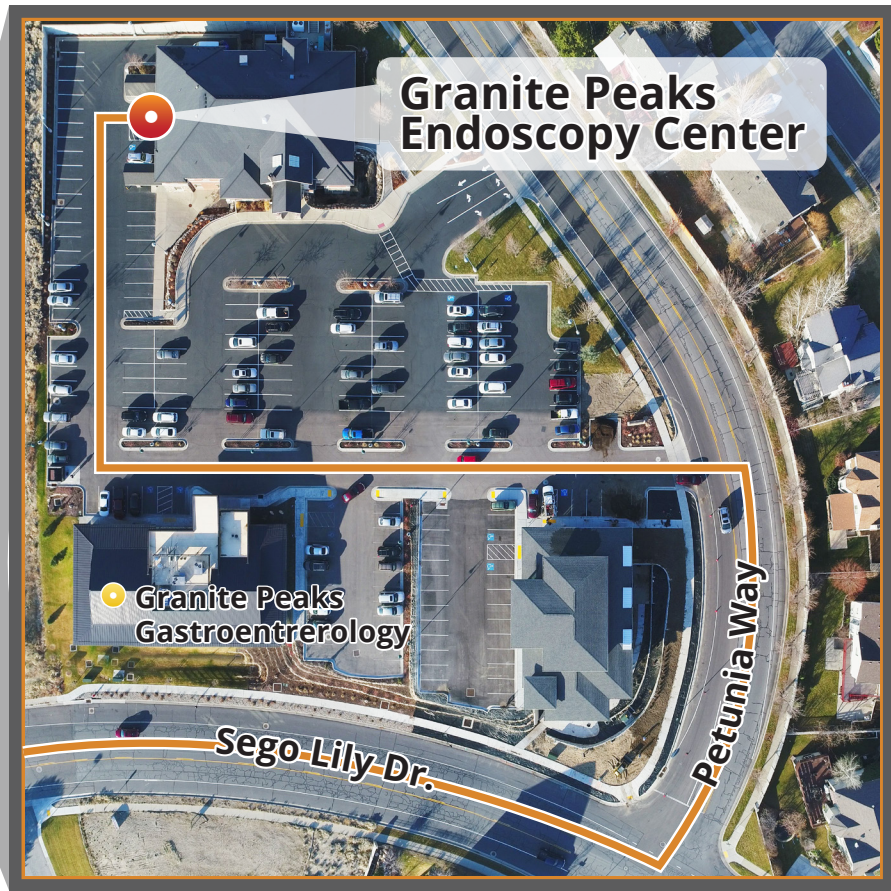 Granite Peaks
Endoscopy Center
Granite Peaks
Gastroentrerology
Petunia Way
Sego Lily Dr.